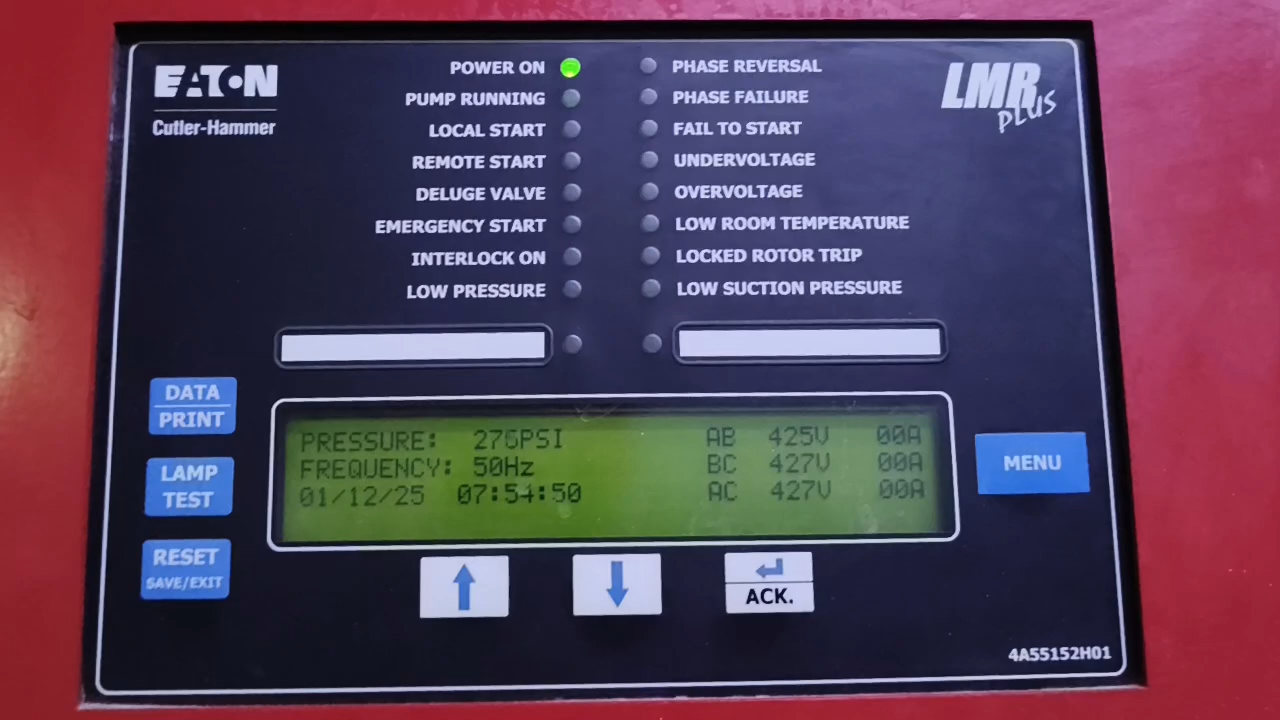 EATON
Cutler-Hammer
LMR
PLUS
POWER ON
PUMP RUNNING
LOCAL START
REMOTE START
DELUGE VALVE
EMERGENCY START
INTERLOCK ON
LOW PRESSURE
PHASE REVERSAL
PHASE FAILURE
FAIL TO START
UNDERVOLTAGE
OVERVOLTAGE
LOW ROOM TEMPERATURE
LOCKED ROTOR TRIP
LOW SUCTION PRESSURE
DATA
PRINT
LAMP
TEST
RESET
SAVE/EXIT
PRESSURE: 276PSI AB 425V 00A
FREQUENCY: 50Hz BC 427V 00A
01/12/25 07:54:50 AC 427V 00A
MENU
ACK.
4A55152H01